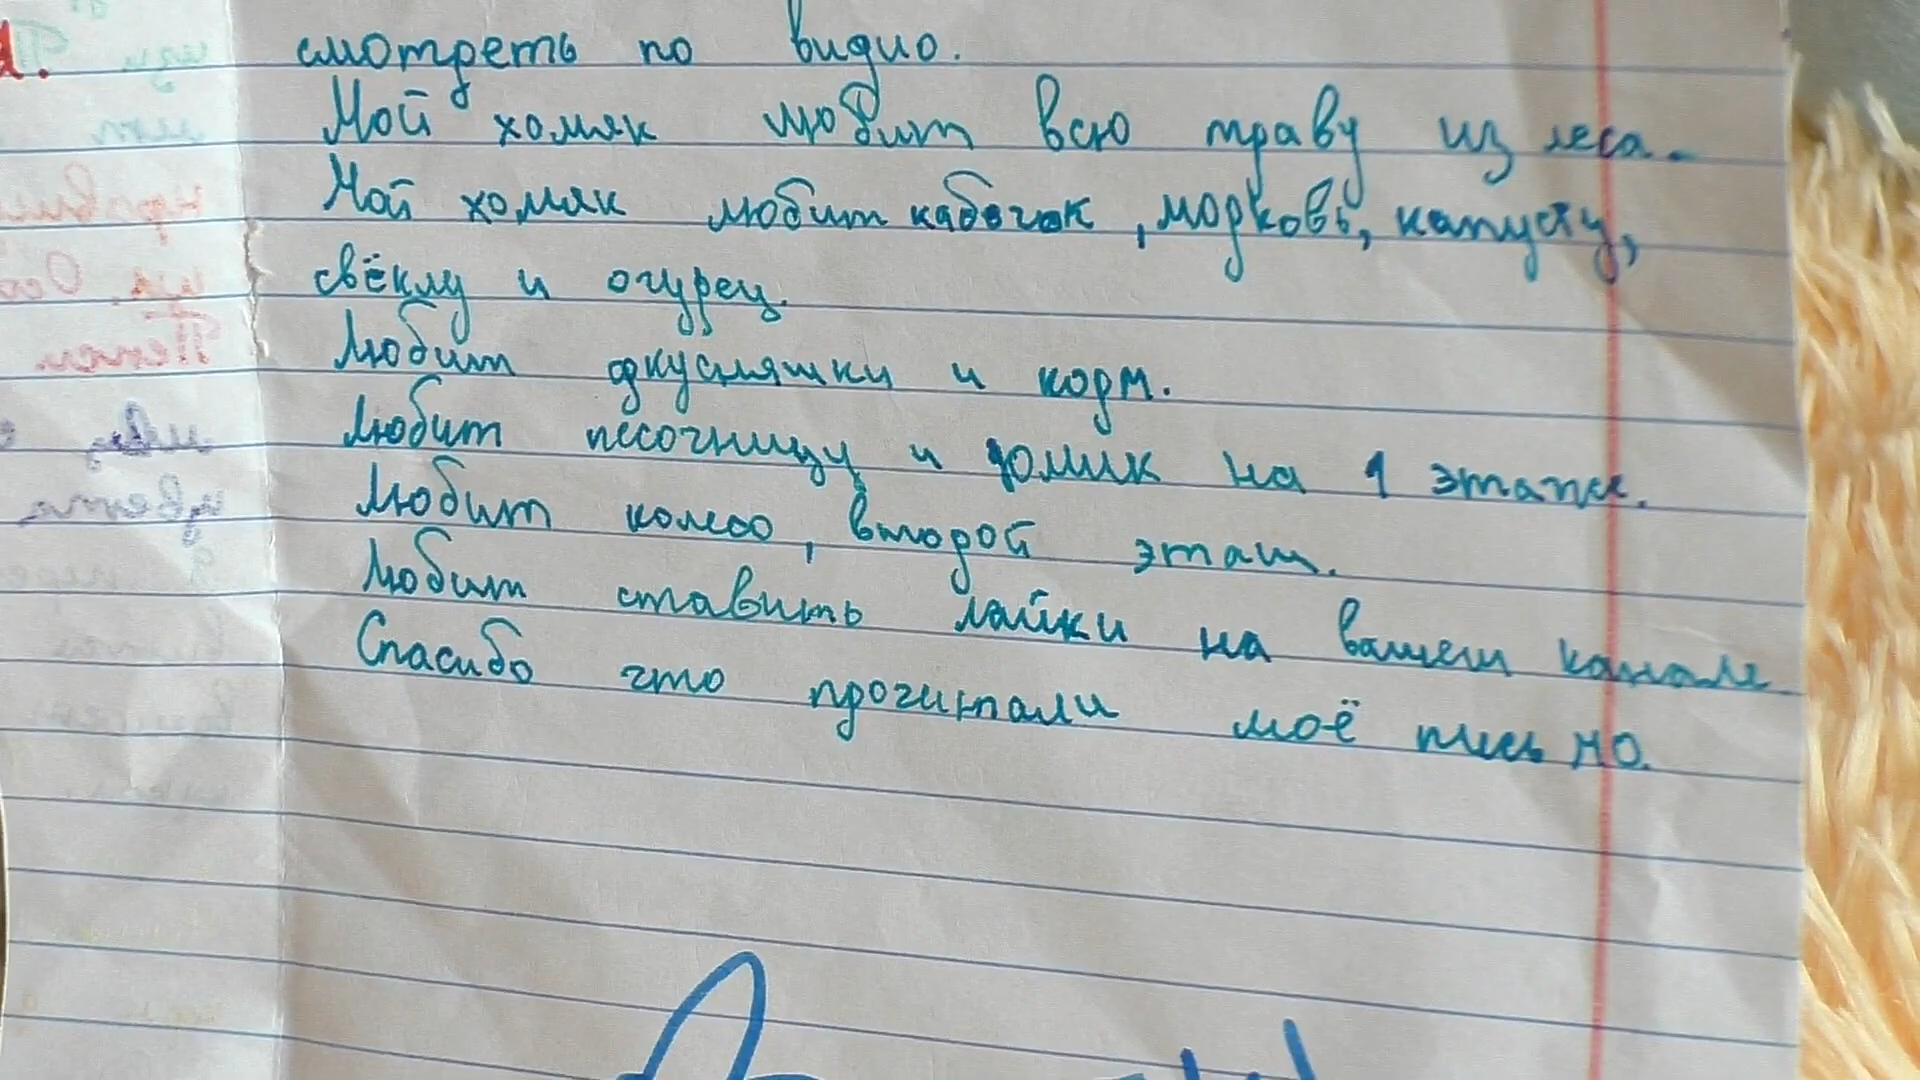 смотреть по видио.
Мой хомяк любит всю траву из леса.
Мой хомяк любит кабочок, морковь, капусту,
свёклу и огурец.
Любит вкусняшки и корм.
Любит песочницу и домик на 1 этаже.
Любит колесо, второй этаж.
Любит ставить лайки на вашем канале.
Спасибо что прочитали моё письмо.